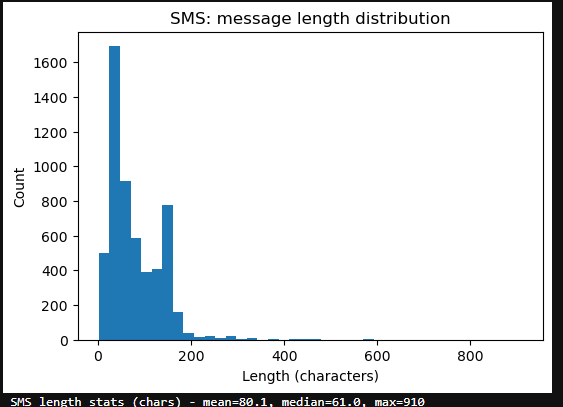 SMS: message length distribution
1600
1400
1200
1000
800
600
400
200
0
Count
0 200 400 600 800
Length (characters)
SMS length stats (chars) - mean=80.1, median=61.0, max=910